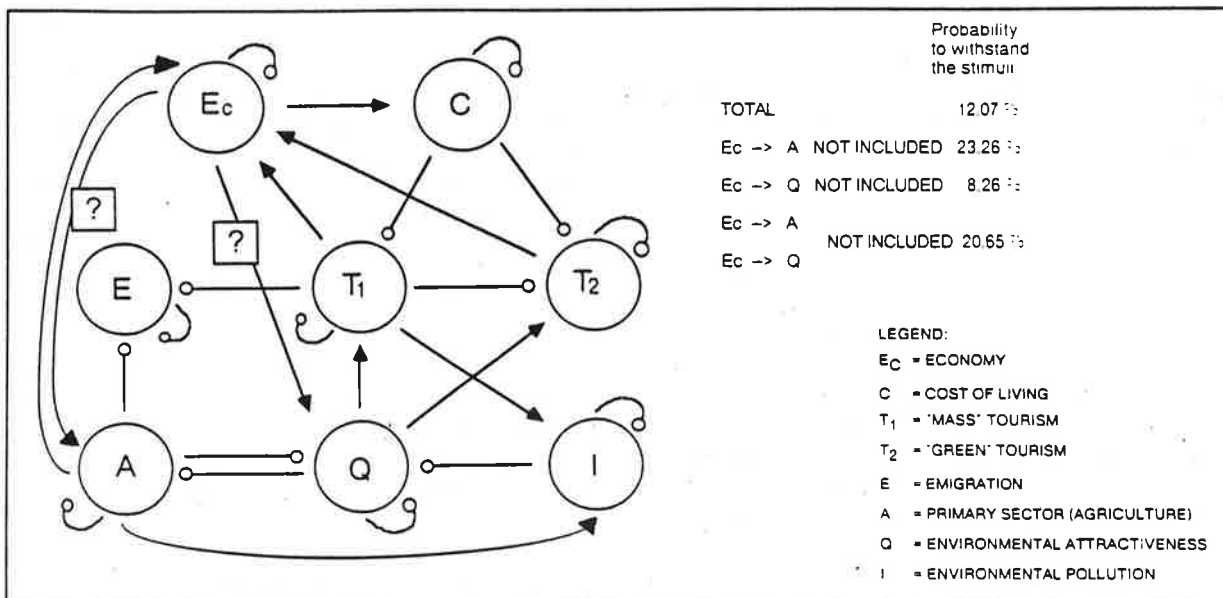 Probability
to withstand
the stimuli
TOTAL 12.07 %
Ec -> A NOT INCLUDED 23.26 %
Ec -> Q NOT INCLUDED 8.26 %
Ec -> A
NOT INCLUDED 20.65 %
Ec -> Q
Ec
C
?
?
E
T1
T2
A
Q
I
LEGEND:
EC = ECONOMY
C = COST OF LIVING
T1 = "MASS" TOURISM
T2 = "GREEN" TOURISM
E = EMIGRATION
A = PRIMARY SECTOR (AGRICULTURE)
Q = ENVIRONMENTAL ATTRACTIVENESS
I = ENVIRONMENTAL POLLUTION